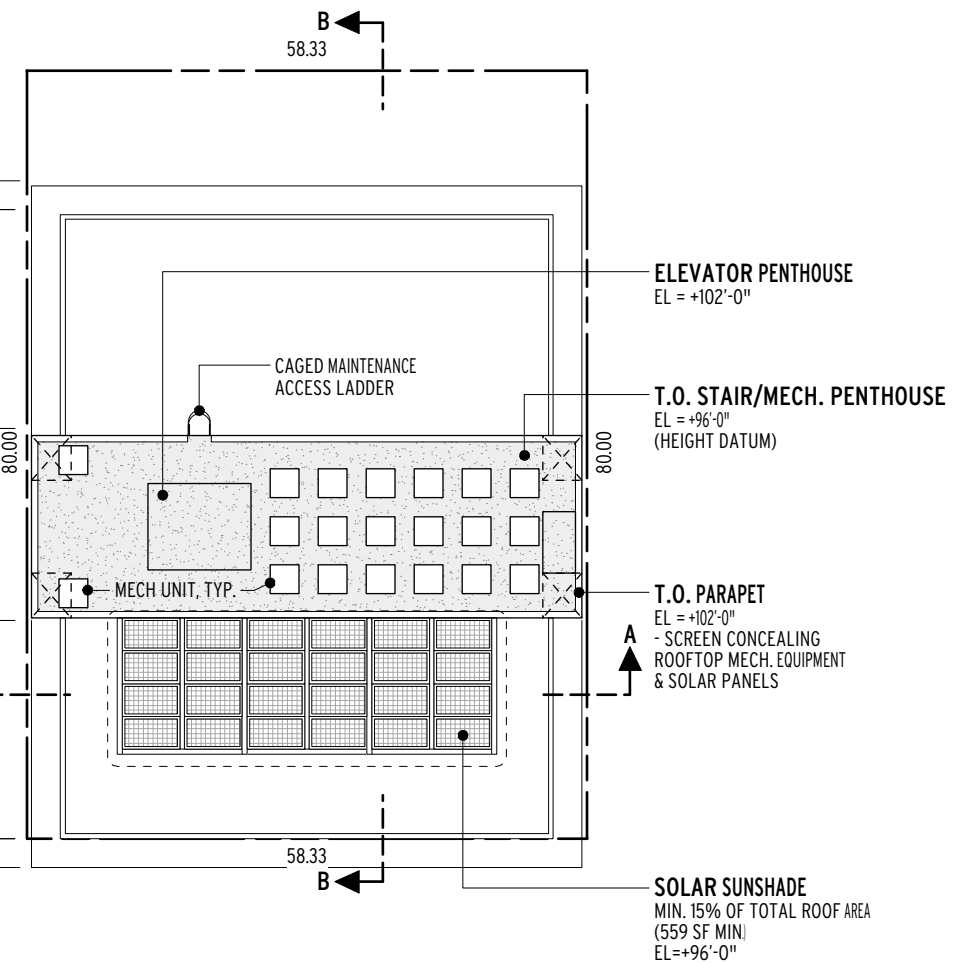 B
58.33
ELEVATOR PENTHOUSE
EL = +102'-0"
CAGED MAINTENANCE
ACCESS LADDER
T.O. STAIR/MECH. PENTHOUSE
EL = +96'-0"
(HEIGHT DATUM)
80.00
80.00
MECH UNIT, TYP.
T.O. PARAPET
EL = +102'-0"
- SCREEN CONCEALING
ROOFTOP MECH. EQUIPMENT
& SOLAR PANELS
A
58.33
B
SOLAR SUNSHADE
MIN. 15% OF TOTAL ROOF AREA
(559 SF MIN)
EL=+96'-0"